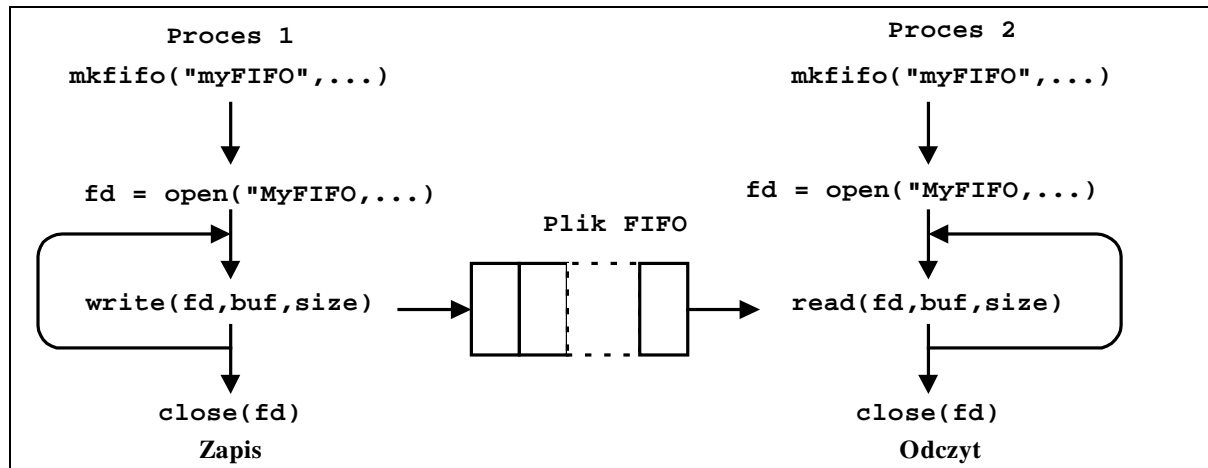 Proces 1
mkfifo("myFIFO",...)
fd = open("MyFIFO,...)
write(fd,buf,size)
close(fd)
Zapis
Plik FIFO
Proces 2
mkfifo("myFIFO",...)
fd = open("MyFIFO,...)
read(fd,buf,size)
close(fd)
Odczyt